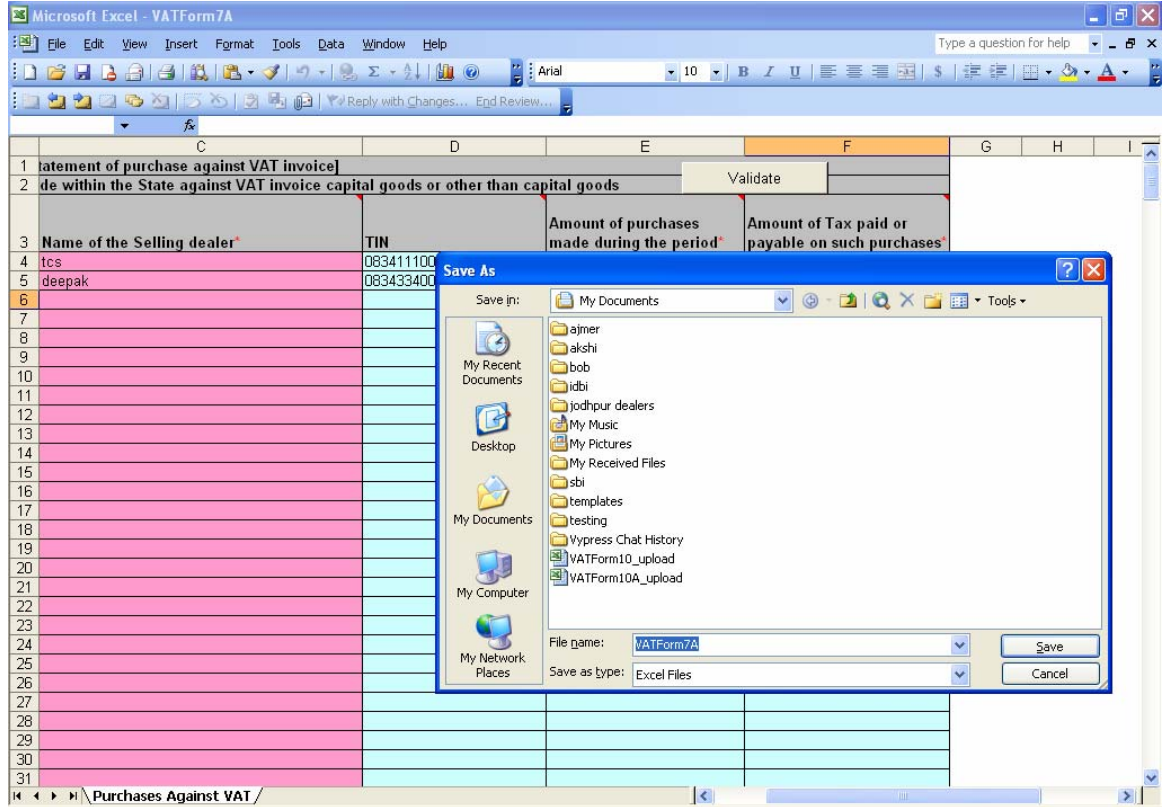 Microsoft Excel - VATForm7A
File Edit View Insert Format Tools Data Window Help Type a question for help
Arial 10 B I U $ A
Reply with Changes... End Review...
fx
C D E F G H I
1 tatement of purchase against VAT invoice]
2 de within the State against VAT invoice capital goods or other than capital goods
Validate
3 Name of the Selling dealer* TIN Amount of purchases made during the period* Amount of Tax paid or payable on such purchases*
4 tcs 083411100
5 deepak 083433400
6
7
8
9
10
11
12
13
14
15
16
17
18
19
20
21
22
23
24
25
26
27
28
29
30
31
Save As
Save in: My Documents Tools
My Recent Documents
Desktop
My Documents
My Computer
My Network Places
ajmer
akshi
bob
idbi
jodhpur dealers
My Music
My Pictures
My Received Files
sbi
templates
testing
Vypress Chat History
VATForm10_upload
VATForm10A_upload
File name: VATForm7A Save
Save as type: Excel Files Cancel
Purchases Against VAT